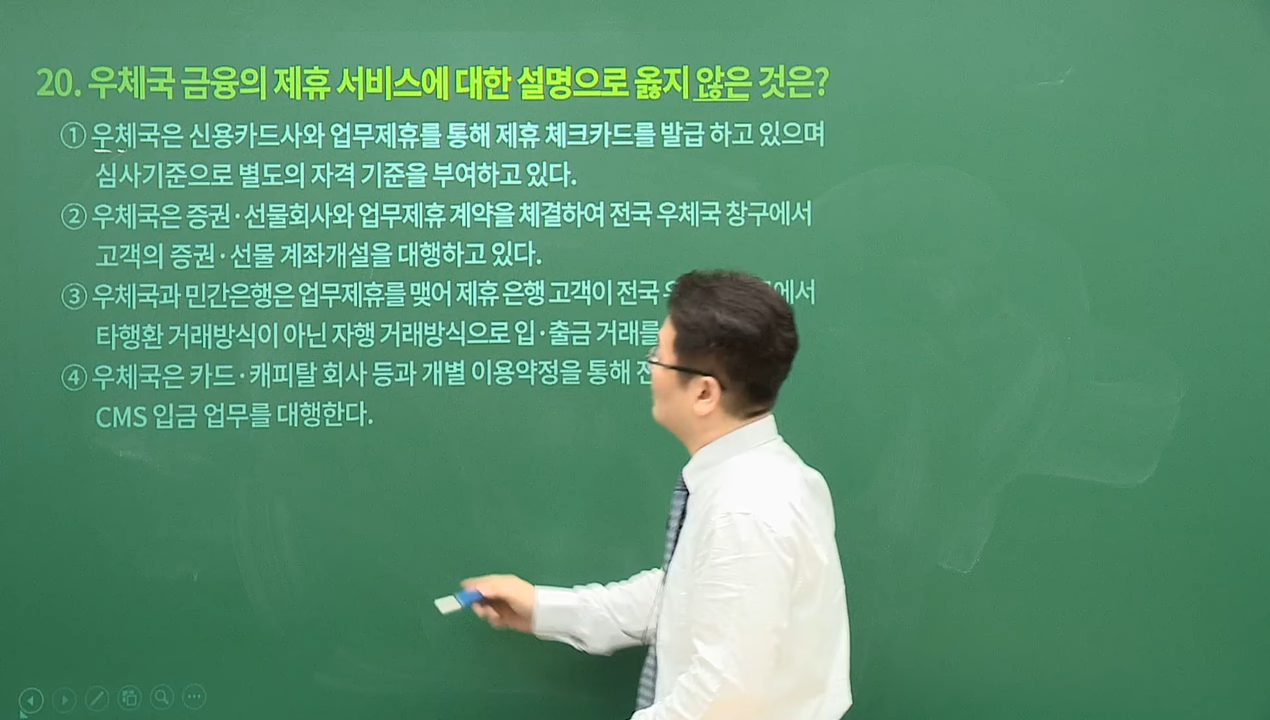 20. 우체국 금융의 제휴 서비스에 대한 설명으로 옳지 않은 것은?
① 우체국은 신용카드사와 업무제휴를 통해 제휴 체크카드를 발급 하고 있으며
심사기준으로 별도의 자격 기준을 부여하고 있다.
② 우체국은 증권·선물회사와 업무제휴 계약을 체결하여 전국 우체국 창구에서
고객의 증권·선물 계좌개설을 대행하고 있다.
③ 우체국과 민간은행은 업무제휴를 맺어 제휴 은행 고객이 전국
타행환 거래방식이 아닌 자행 거래방식으로 입·출금 거래를
④ 우체국은 카드·캐피탈 회사 등과 개별 이용약정을 통해
CMS 입금 업무를 대행한다.